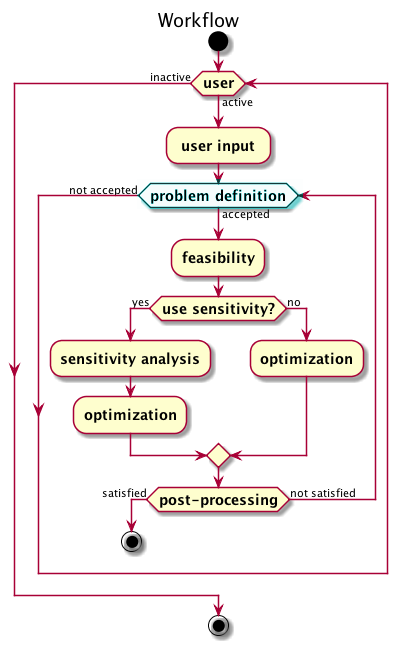 Workflow
inactive
user
active
user input
not accepted
problem definition
accepted
feasibility
yes
use sensitivity?
no
sensitivity analysis
optimization
optimization
satisfied
post-processing
not satisfied